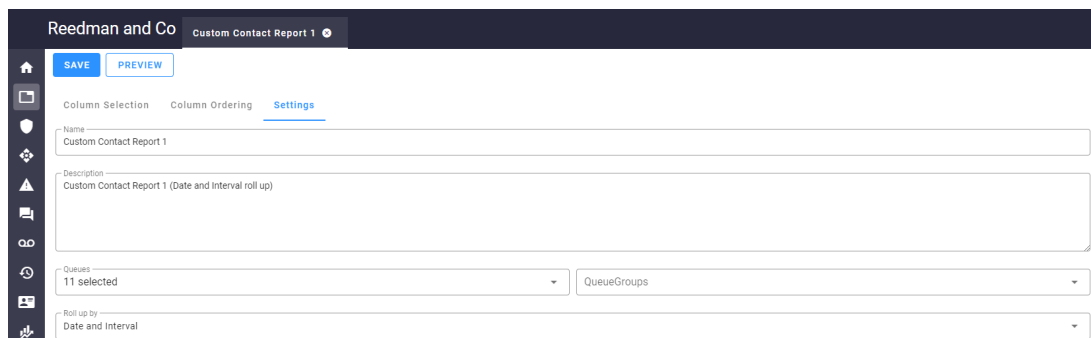 Reedman and Co Custom Contact Report 1
SAVE PREVIEW
Column Selection Column Ordering Settings
Name
Custom Contact Report 1
Description
Custom Contact Report 1 (Date and Interval roll up)
Queues
11 selected QueueGroups
Roll up by
Date and Interval